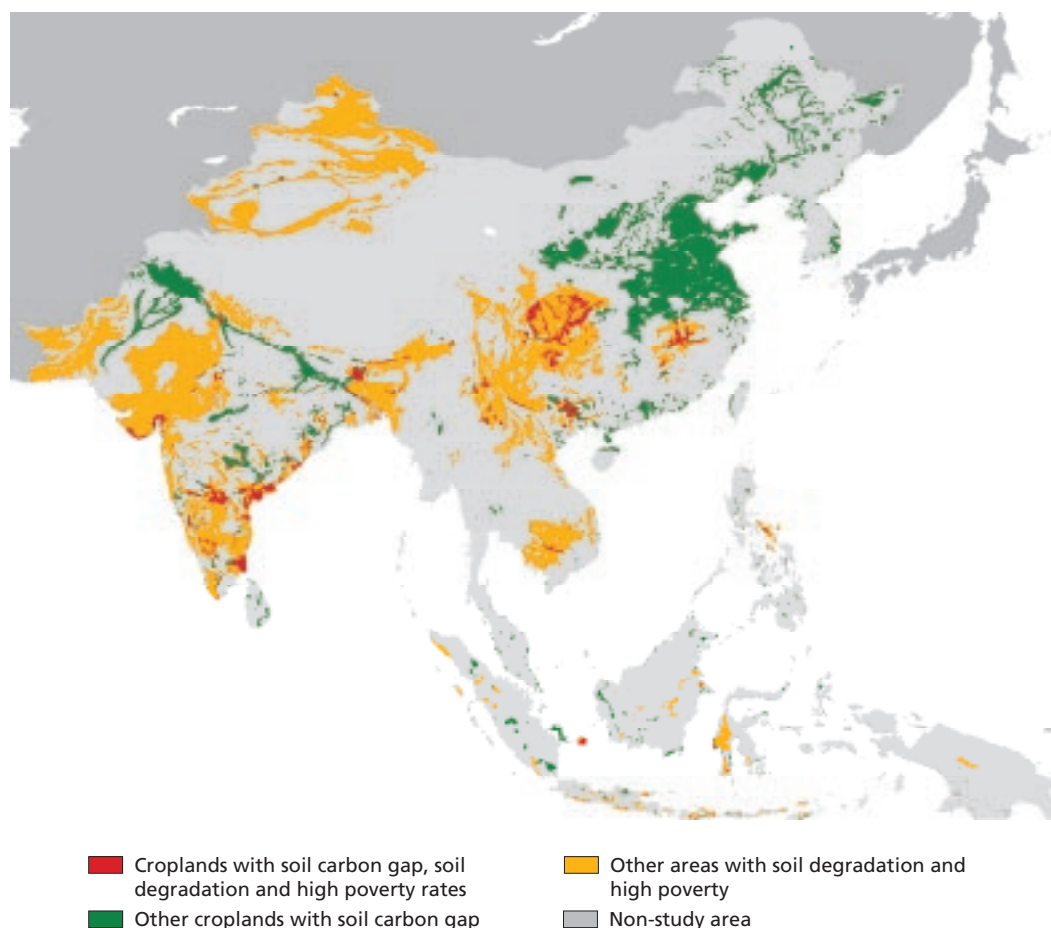 Croplands with soil carbon gap, soil
degradation and high poverty rates
Other croplands with soil carbon gap
Other areas with soil degradation and
high poverty
Non-study area